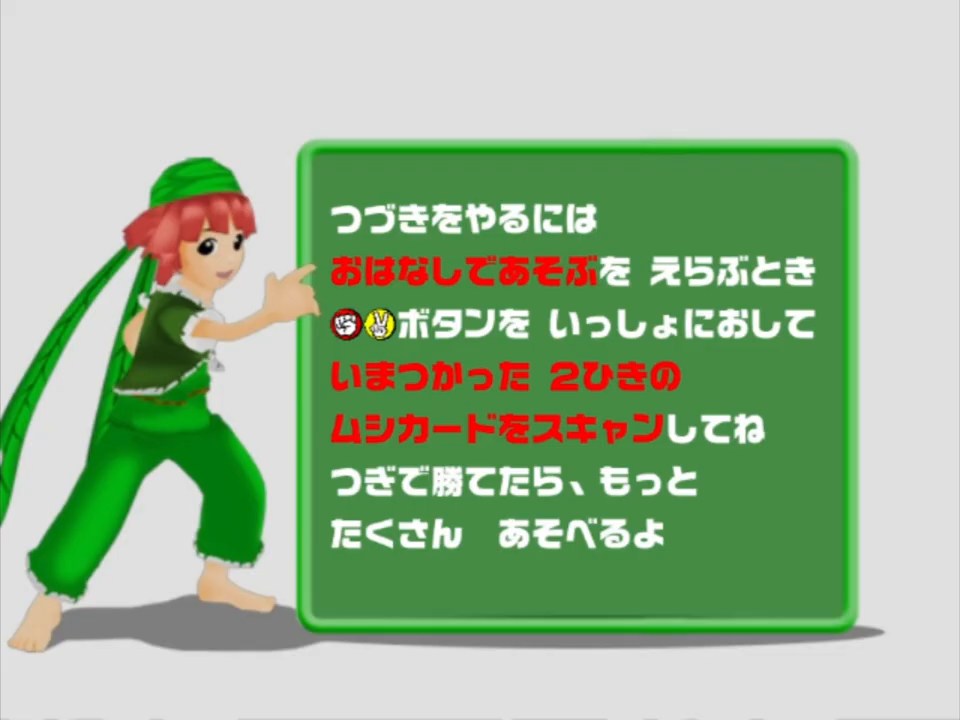 つづきをやるには
おはなしであそぶを えらぶとき
ボタンを いっしょにおして
いまつかった 2ひきの
ムシカードをスキャンしてね
つぎで勝てたら、もっと
たくさん あそべるよ